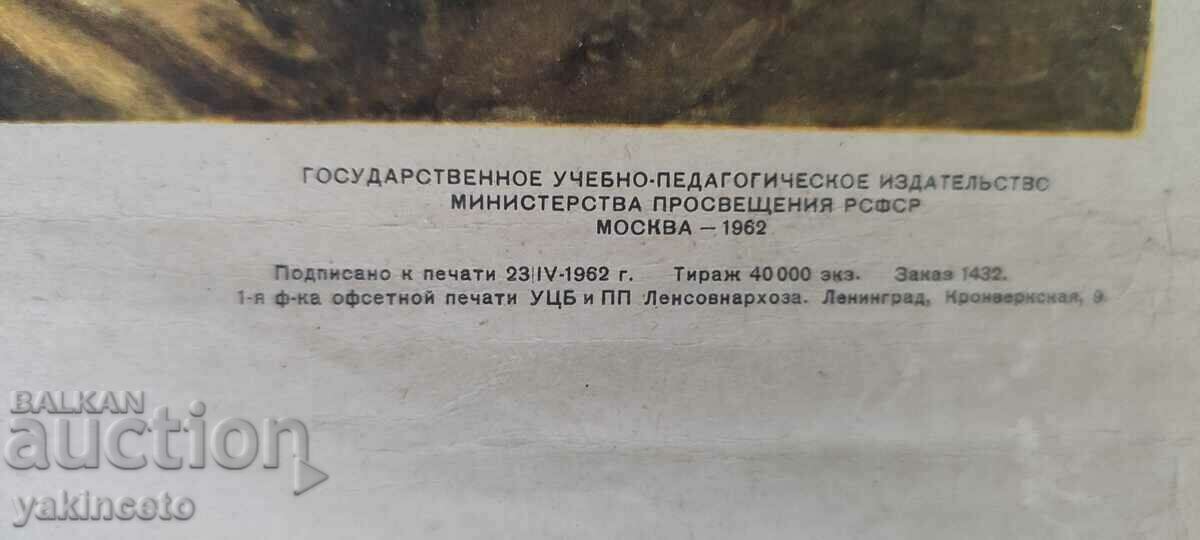 ГОСУДАРСТВЕННОЕ УЧЕБНО-ПЕДАГОГИЧЕСКОЕ ИЗДАТЕЛЬСТВО
МИНИСТЕРСТВА ПРОСВЕЩЕНИЯ РСФСР
МОСКВА — 1962
Подписано к печати 23|IV-1962 г. Тираж 40 000 экз. Заказ 1432.
1-я ф-ка офсетной печати УЦБ и ПП Ленсовнархоза. Ленинград, Кронверкская, 9.
BALKAN
auction
yakinceto